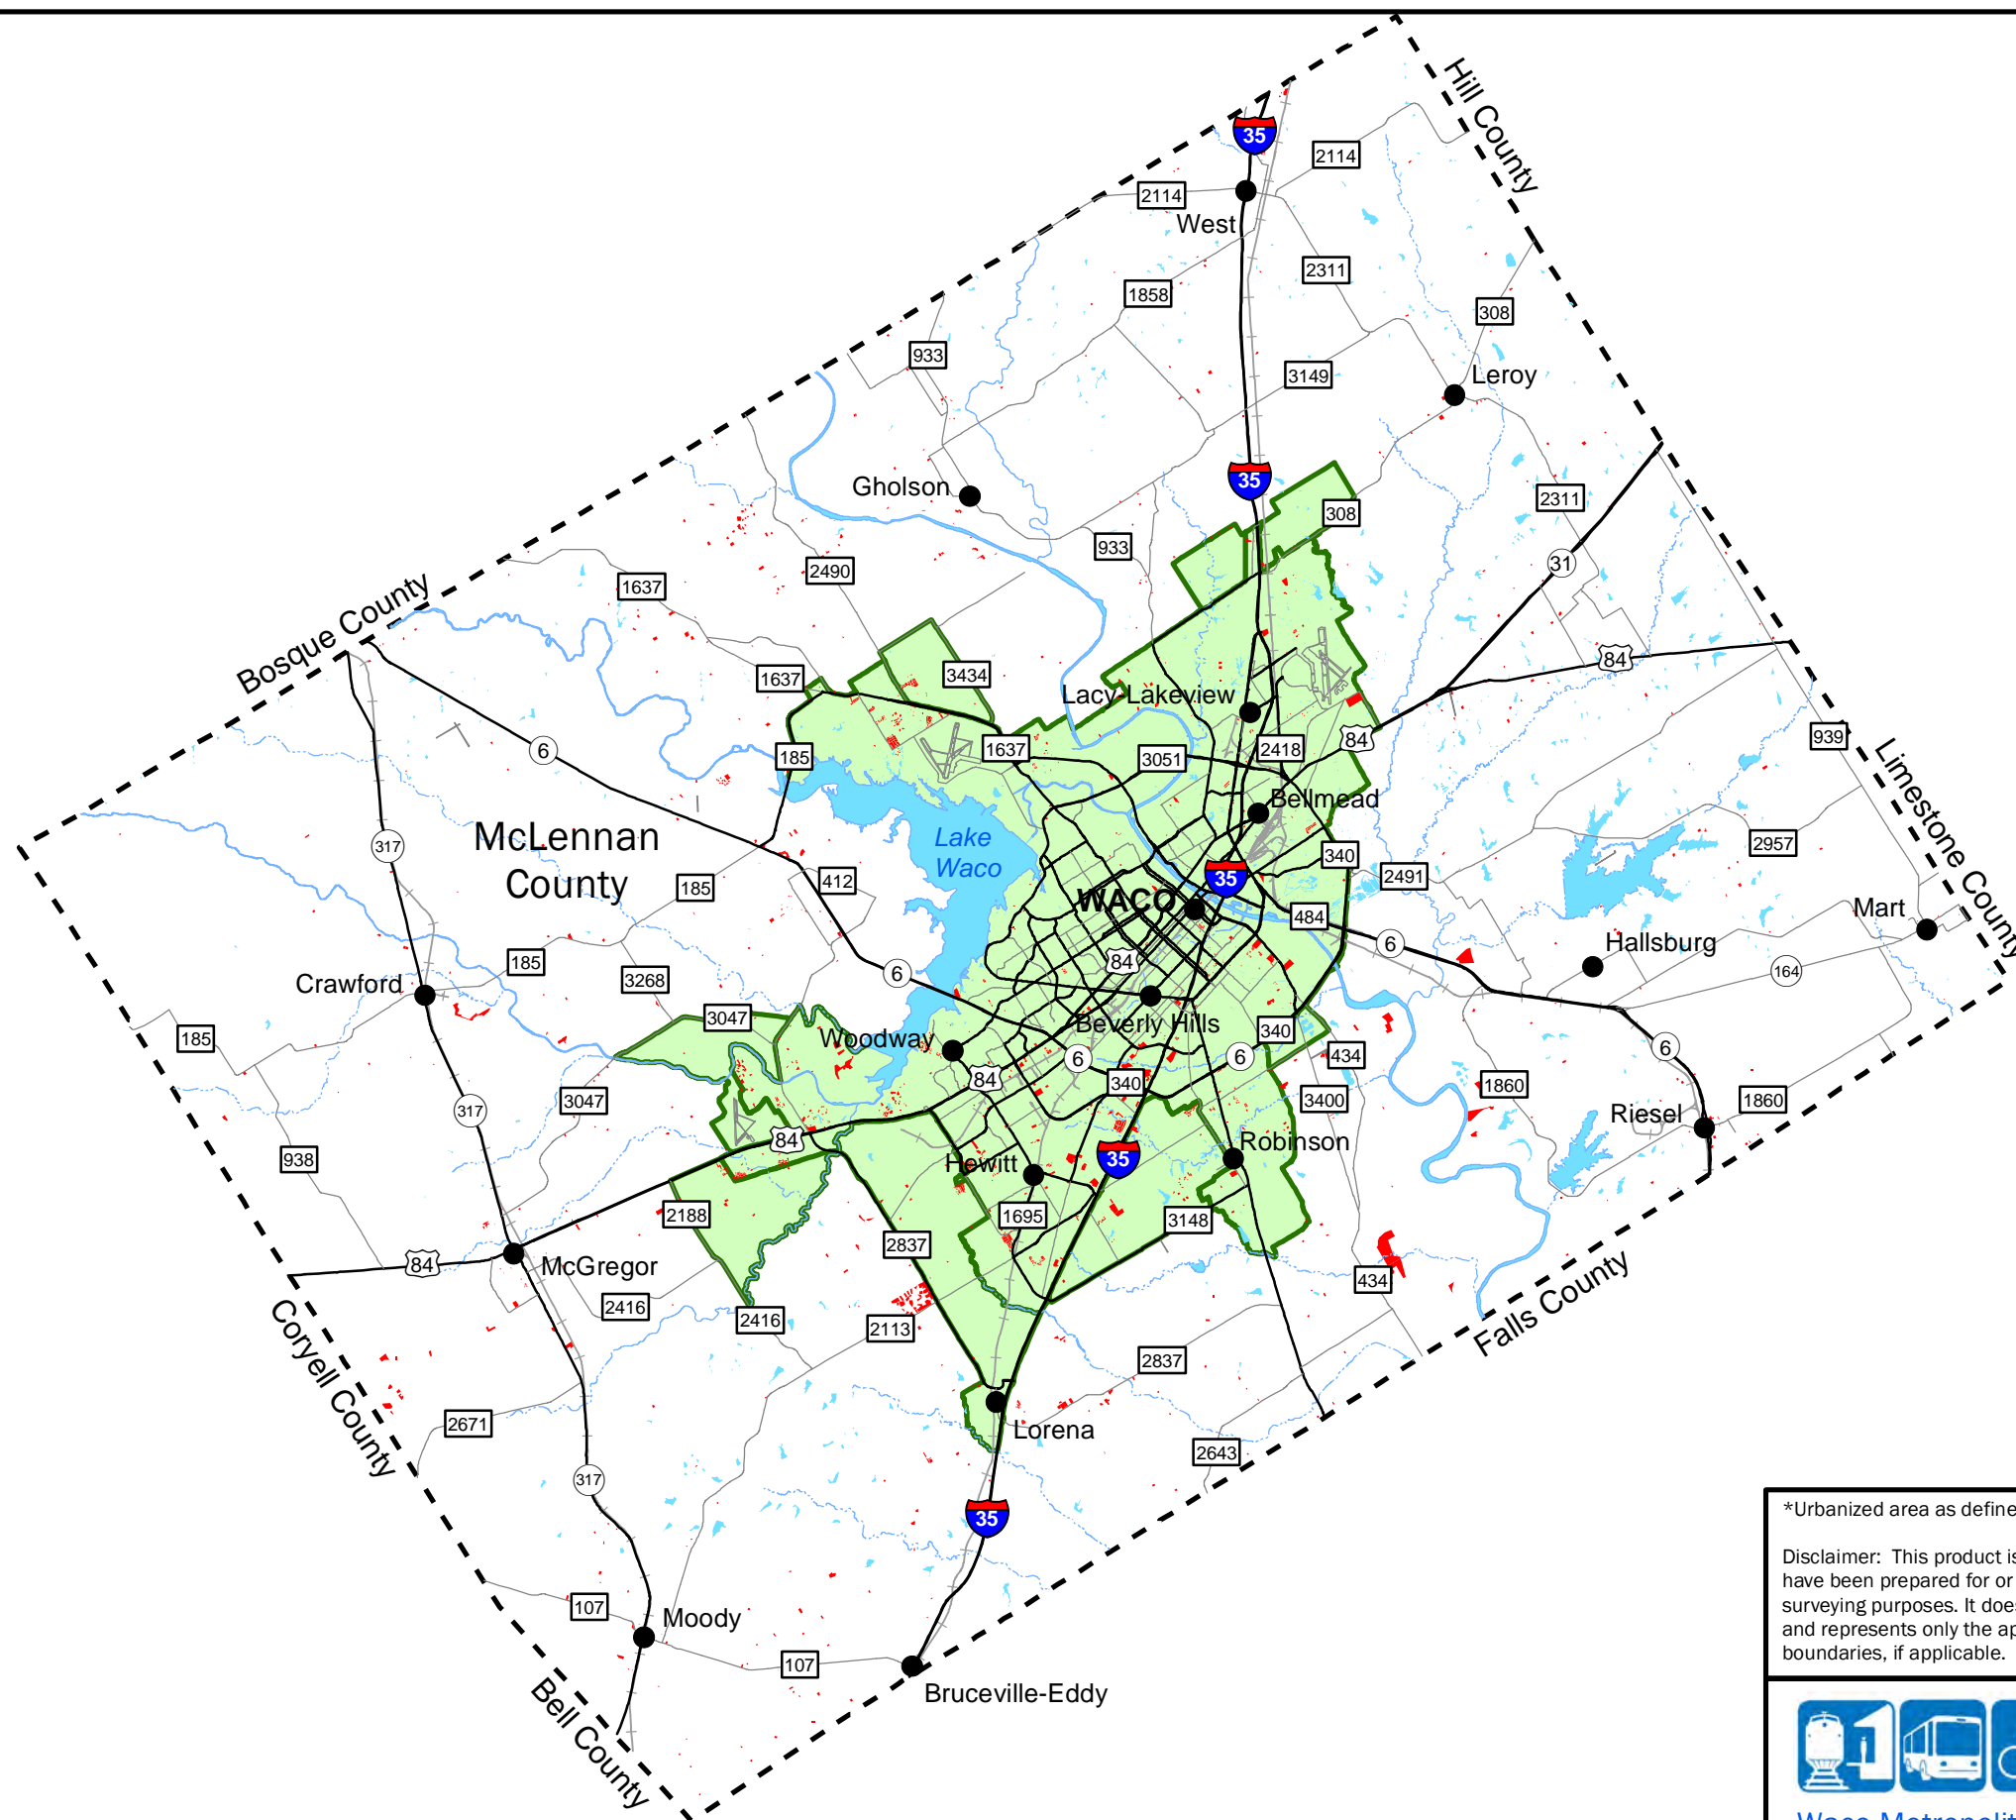 35
Hill County
2114
2114
West
2311
1858
308
933
3149
Leroy
35
Gholson
2311
308
933
31
2490
1637
Bosque County
84
3434
1637
Lacy-Lakeview
939
84
1637
2418
6
185
3051
Limestone County
Bellmead
McLennan
County
317
Lake
Waco
2957
340
35
2491
412
185
WACO
Mart
484
6
Hallsburg
185
84
6
164
3268
Crawford
3047
Beverly Hills
340
185
Woodway
6
6
434
6
84
340
1860
3047
3400
1860
317
Riesel
84
Robinson
938
35
Hewitt
2188
1695
3148
2837
84
McGregor
434
2416
2416
2113
Falls County
Coryell County
2837
2671
Lorena
2643
317
35
107
Moody
107
Bruceville-Eddy
Bell County
*Urbanized area as define
Disclaimer: This product is
have been prepared for or
surveying purposes. It doe
and represents only the ap
boundaries, if applicable.
Waco Metropolit